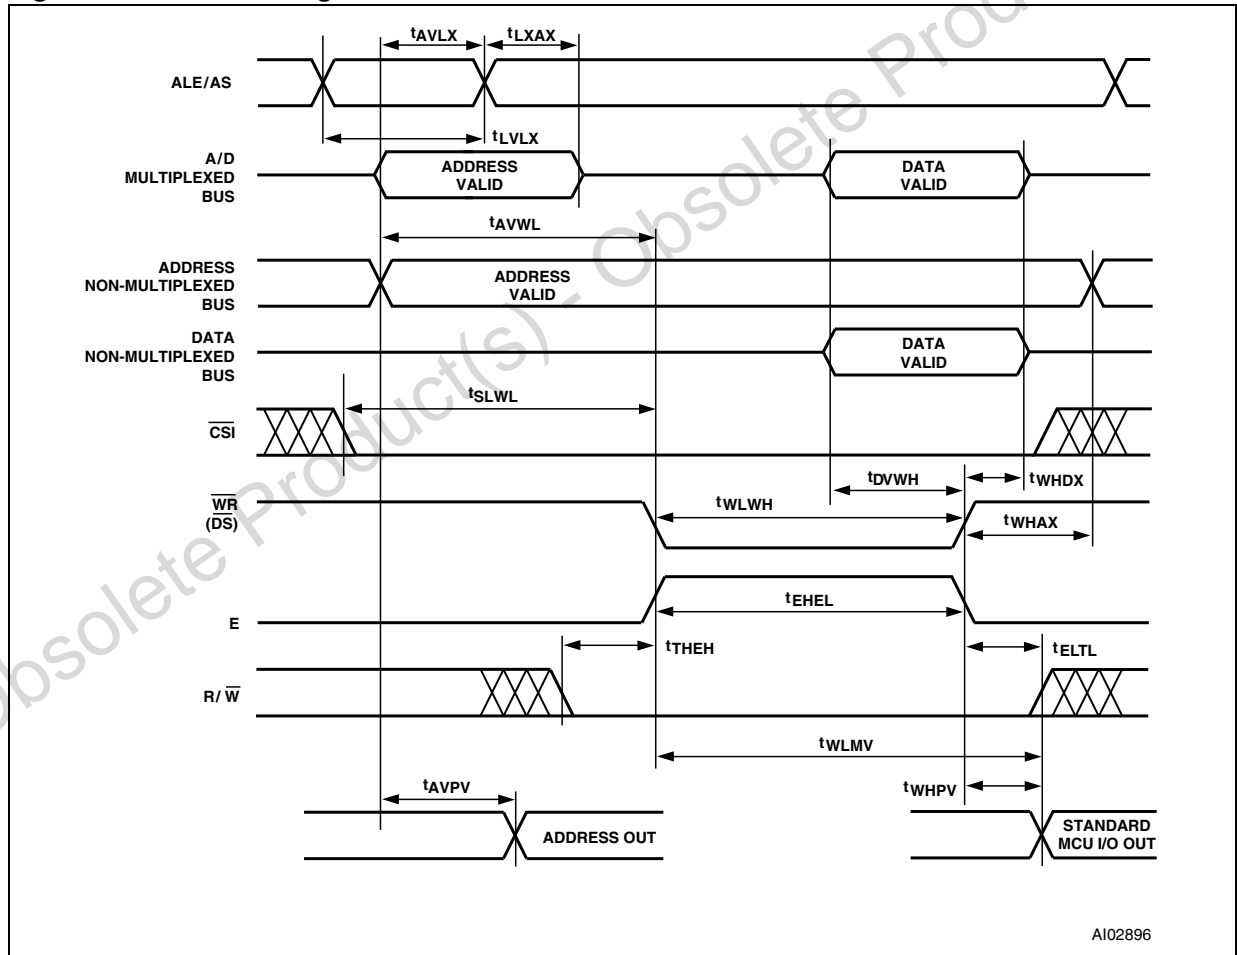 tAVLX tLXAX
ALE/AS
tLVLX
A/D
MULTIPLEXED
BUS
ADDRESS
VALID
DATA
VALID
tAVWL
ADDRESS
NON-MULTIPLEXED
BUS
ADDRESS
VALID
DATA
NON-MULTIPLEXED
BUS
DATA
VALID
tSLWL
CSI
tDVWH tWHDX
WR
(DS)
tWLWH
tWHAX
tEHEL
E
tTHEH
tELTL
R/ W
tWLMV
tAVPV
tWHPV
ADDRESS OUT
STANDARD
MCU I/O OUT
AI02896
Obsolete Product(s) - Obsolete Prod